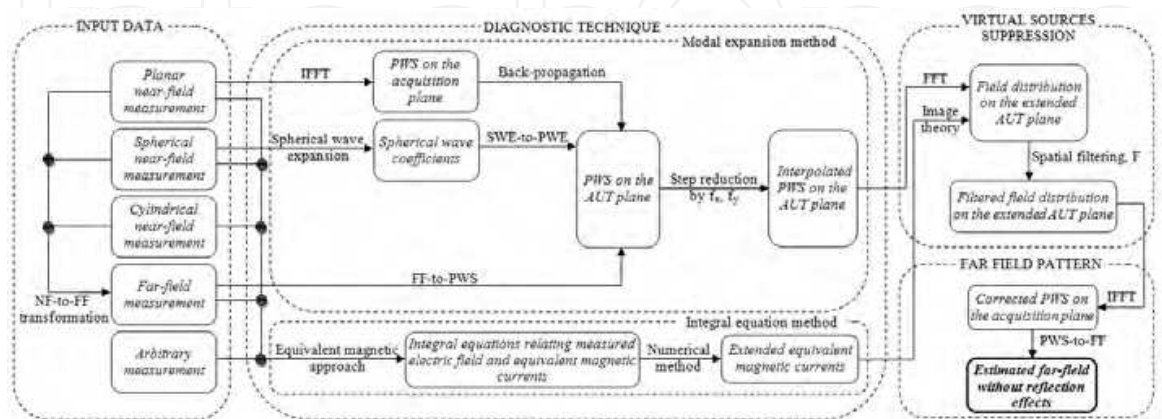 INPUT DATA
Planar
near-field
measurement
Spherical
near-field
measurement
Cylindrical
near-field
measurement
NF-to-FF
transformation
Far-field
measurement
Arbitrary
measurement
DIAGNOSTIC TECHNIQUE
Modal expansion method
IFFT
PWS on the
acquisition
plane
Back-propagation
Spherical wave
expansion
Spherical wave
coefficients
SWE-to-PWE
PWS on the
AUT plane
Step reduction
by fx, fy
Interpolated
PWS on the
AUT plane
FF-to-PWS
Integral equation method
Equivalent magnetic
approach
Integral equations relating measured
electric field and equivalent magnetic
currents
Numerical
method
Extended equivalent
magnetic currents
VIRTUAL SOURCES
SUPPRESSION
FFT
Image
theory
Field distribution
on the extended
AUT plane
Spatial filtering, F
Filtered field distribution
on the extended AUT plane
FAR FIELD PATTERN
IFFT
Corrected PWS on
the acquisition plane
PWS-to-FF
Estimated far-field
without reflection
effects